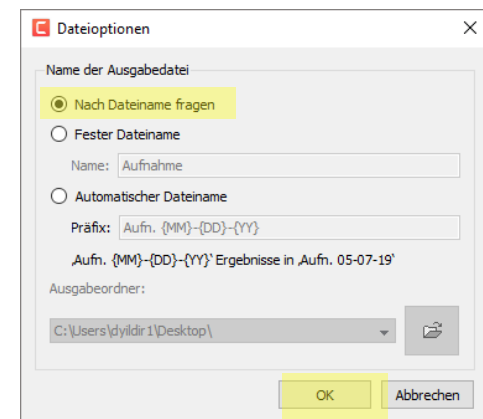 Dateioptionen
Name der Ausgabedatei
Nach Dateiname fragen
Fester Dateiname
Name: Aufnahme
Automatischer Dateiname
Präfix: Aufn. {MM}-{DD}-{YY}
‚Aufn. {MM}-{DD}-{YY}‘ Ergebnisse in ‚Aufn. 05-07-19‘
Ausgabeordner:
C:\Users\dyildir1\Desktop\
OK Abbrechen